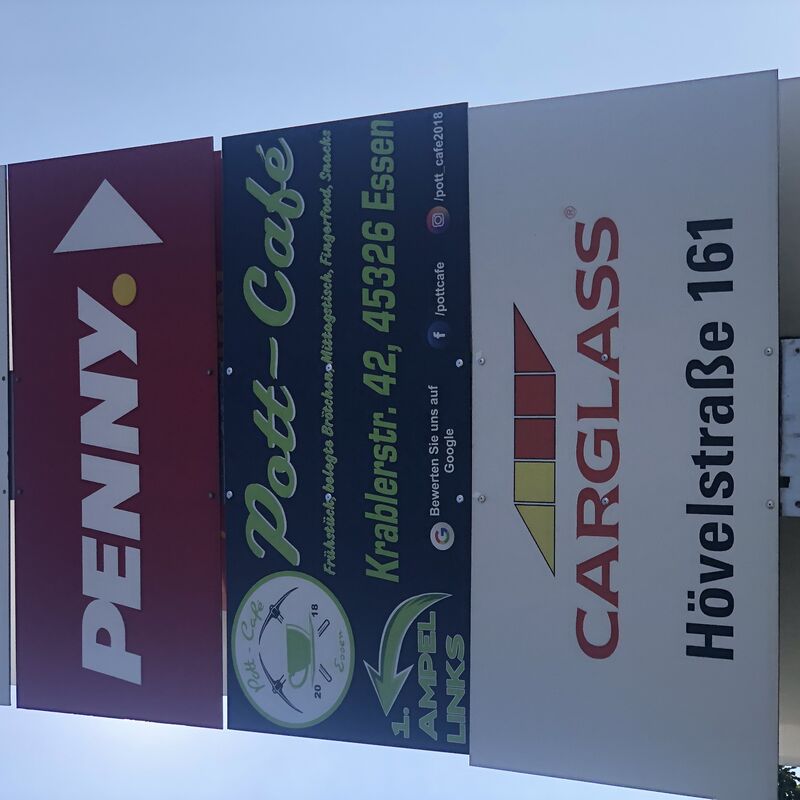 PENNY.
Pott-Café
Frühstück, belegte Brötchen, Mittagstisch, Fingerfood, Snacks
Krablerstr. 42, 45326 Essen
Bewerten Sie uns auf
Google
/pottcafe
/pott_cafe2018
Pott-Cafe
20 18
Essen
1. AMPEL
LINKS
CARGLASS®
Hövelstraße 161